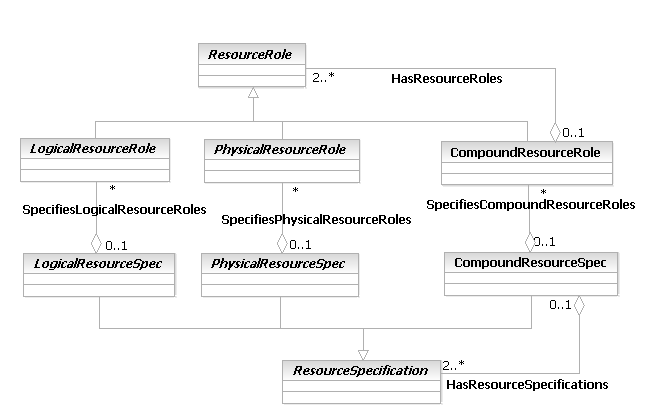 ResourceRole
2..*
HasResourceRoles
0..1
LogicalResourceRole
PhysicalResourceRole
CompoundResourceRole
*
*
*
SpecifiesLogicalResourceRoles
SpecifiesPhysicalResourceRoles
SpecifiesCompoundResourceRoles
0..1
0..1
0..1
LogicalResourceSpec
PhysicalResourceSpec
CompoundResourceSpec
0..1
ResourceSpecification
2..*
HasResourceSpecifications